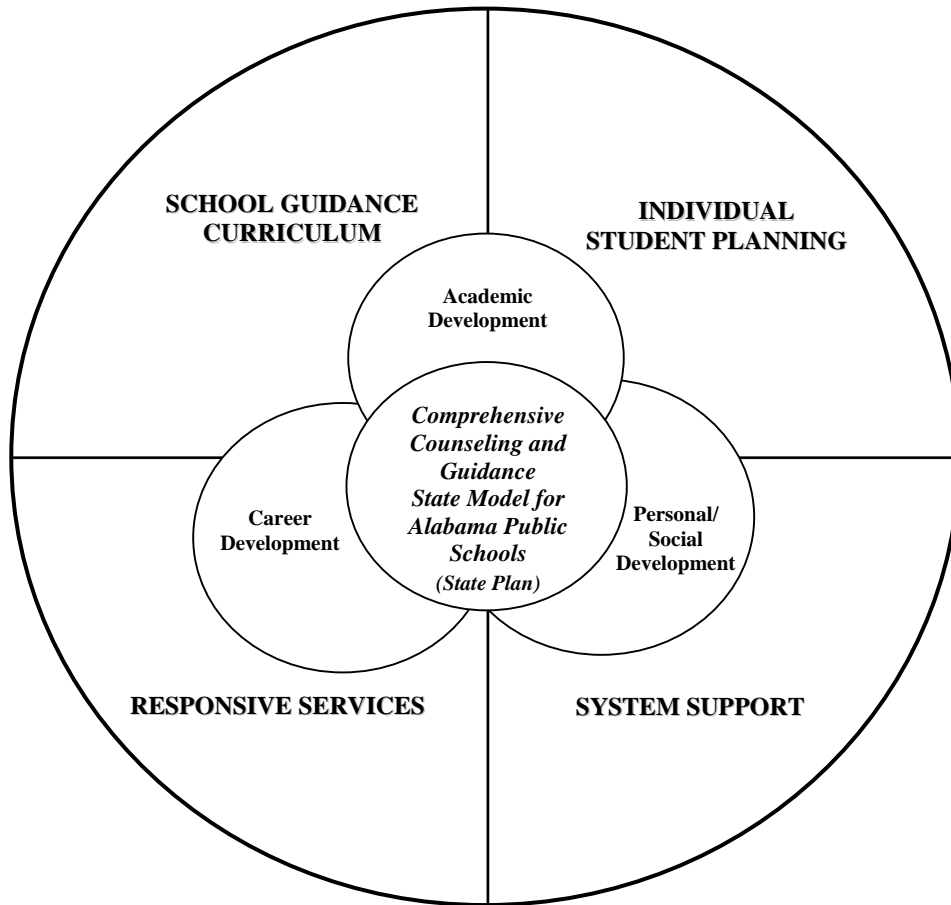 SCHOOL GUIDANCE
CURRICULUM
INDIVIDUAL
STUDENT PLANNING
Academic
Development
Comprehensive
Counseling and
Guidance
State Model for
Alabama Public
Schools
(State Plan)
Career
Development
Personal/
Social
Development
RESPONSIVE SERVICES
SYSTEM SUPPORT